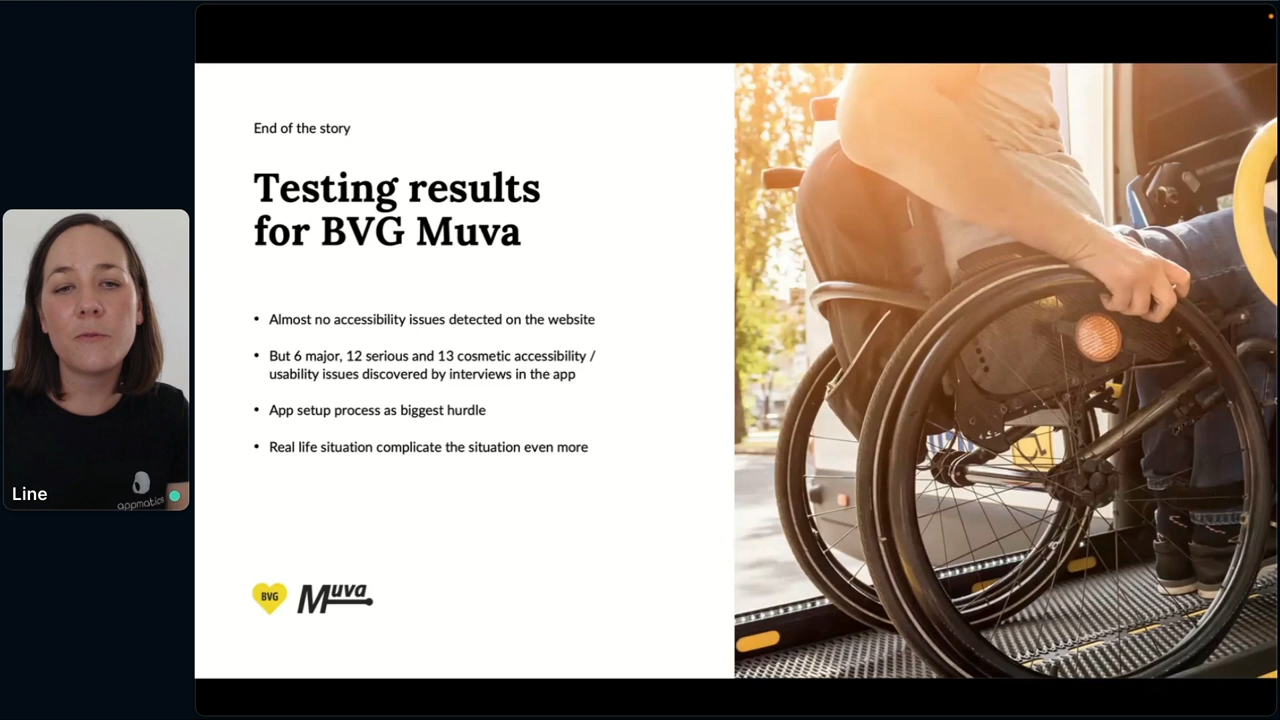 End of the story
Testing results
for BVG Muva
• Almost no accessibility issues detected on the website
• But 6 major, 12 serious and 13 cosmetic accessibility /
usability issues discovered by interviews in the app
• App setup process as biggest hurdle
• Real life situation complicate the situation even more
BVG
Muva
Line
appmatics